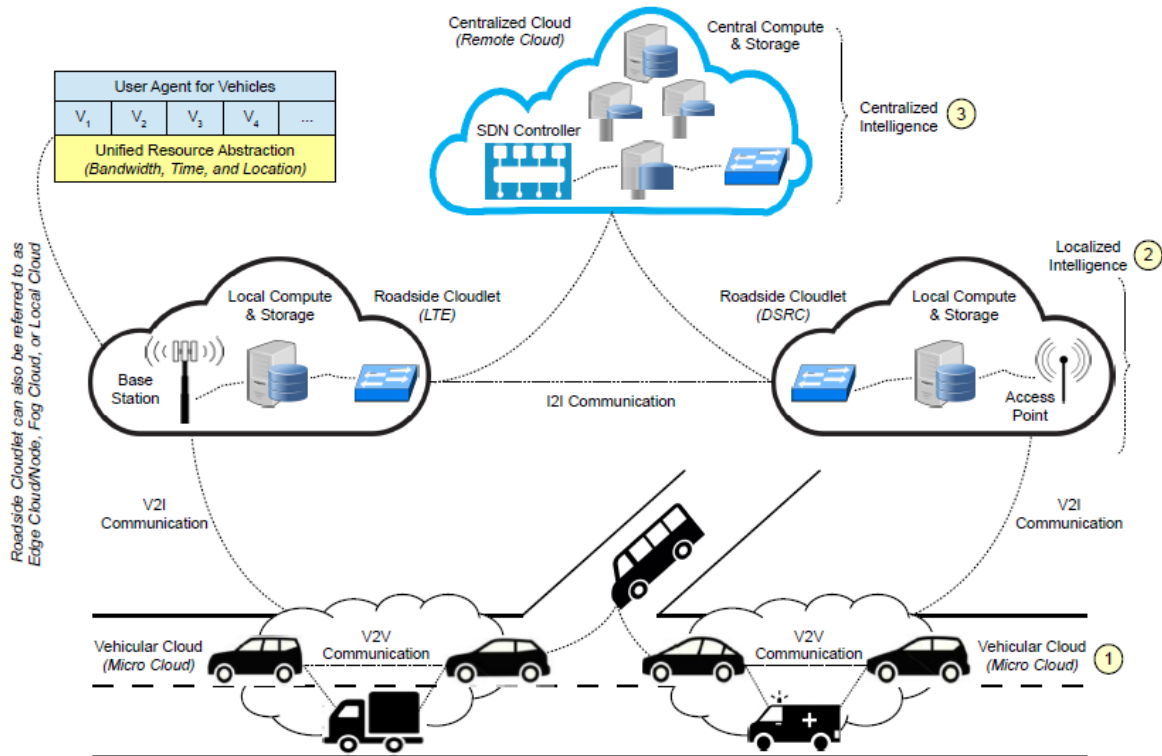 Centralized Cloud
(Remote Cloud)
Central Compute
& Storage
SDN Controller
Centralized
Intelligence
3
User Agent for Vehicles
V1
V2
V3
V4
...
Unified Resource Abstraction
(Bandwidth, Time, and Location)
Roadside Cloudlet can also be referred to as
Edge Cloud/Node, Fog Cloud, or Local Cloud
Local Compute
& Storage
Roadside Cloudlet
(LTE)
Base
Station
I2I Communication
Roadside Cloudlet
(DSRC)
Local Compute
& Storage
Access
Point
Localized
Intelligence
2
V2I
Communication
V2I
Communication
Vehicular Cloud
(Micro Cloud)
V2V
Communication
V2V
Communication
Vehicular Cloud
(Micro Cloud)
1